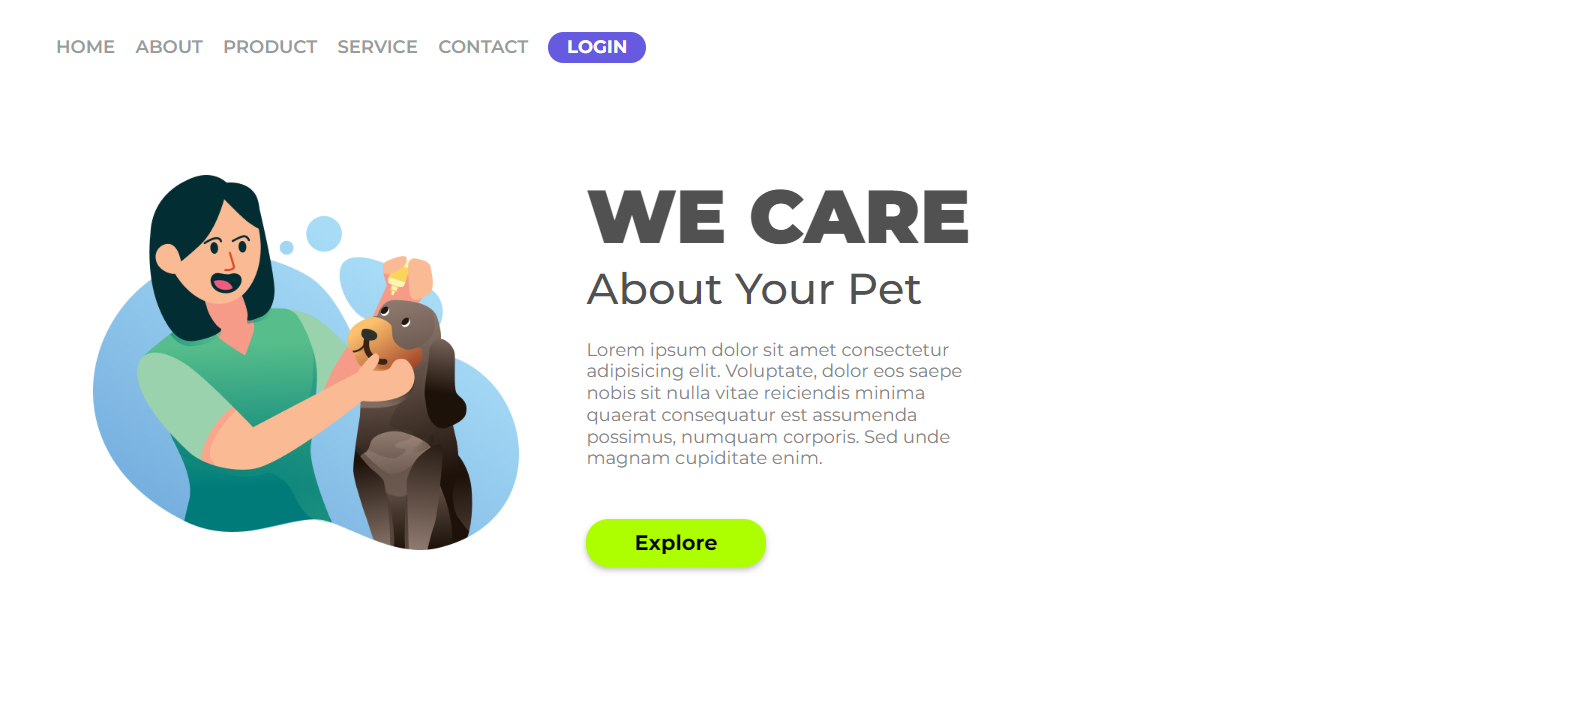 HOME ABOUT PRODUCT SERVICE CONTACT LOGIN
WE CARE
About Your Pet
Lorem ipsum dolor sit amet consectetur
adipisicing elit. Voluptate, dolor eos saepe
nobis sit nulla vitae reiciendis minima
quaerat consequatur est assumenda
possimus, numquam corporis. Sed unde
magnam cupiditate enim.
Explore